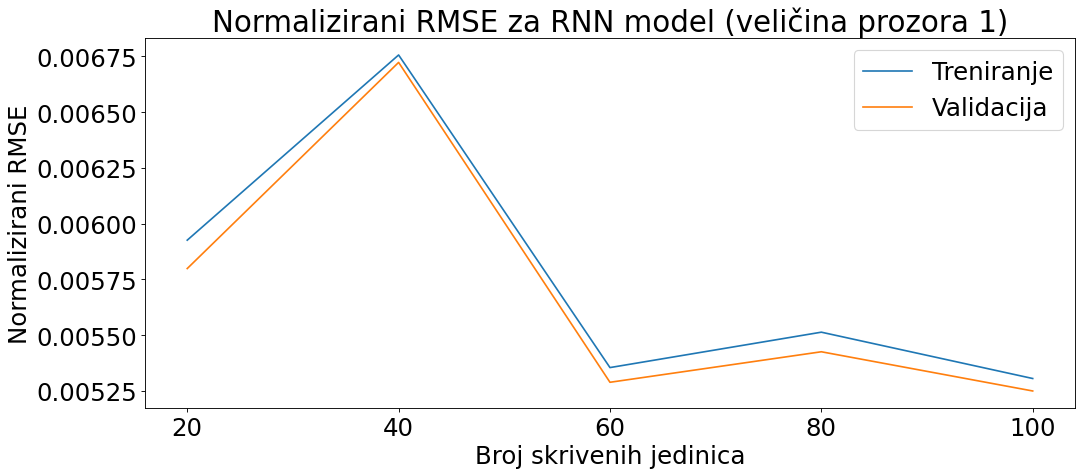 Normalizirani RMSE za RNN model (veličina prozora 1)
Normalizirani RMSE
0.00675
0.00650
0.00625
0.00600
0.00575
0.00550
0.00525
Treniranje
Validacija
20 40 60 80 100
Broj skrivenih jedinica